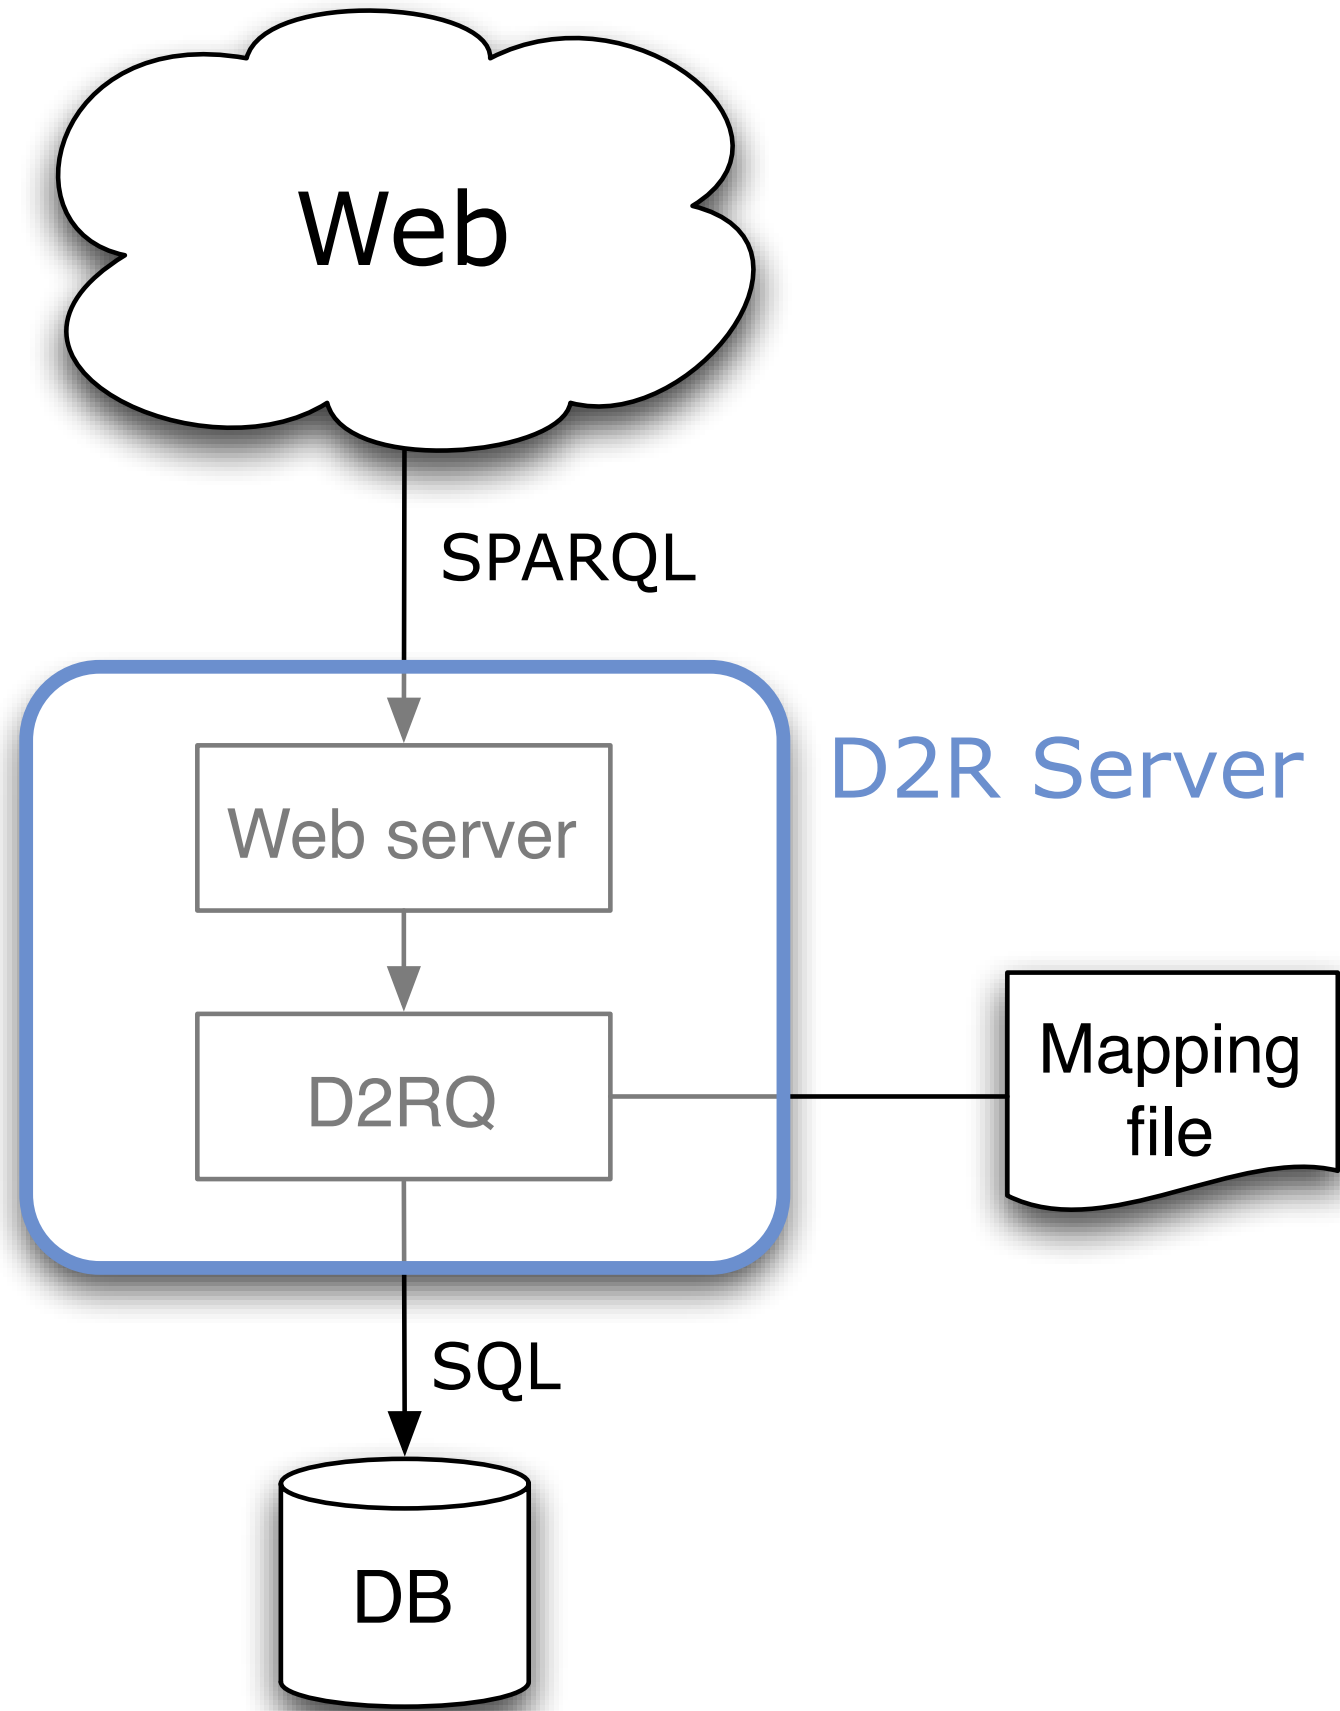 Web
SPARQL
D2R Server
Web server
D2RQ
Mapping
file
SQL
DB